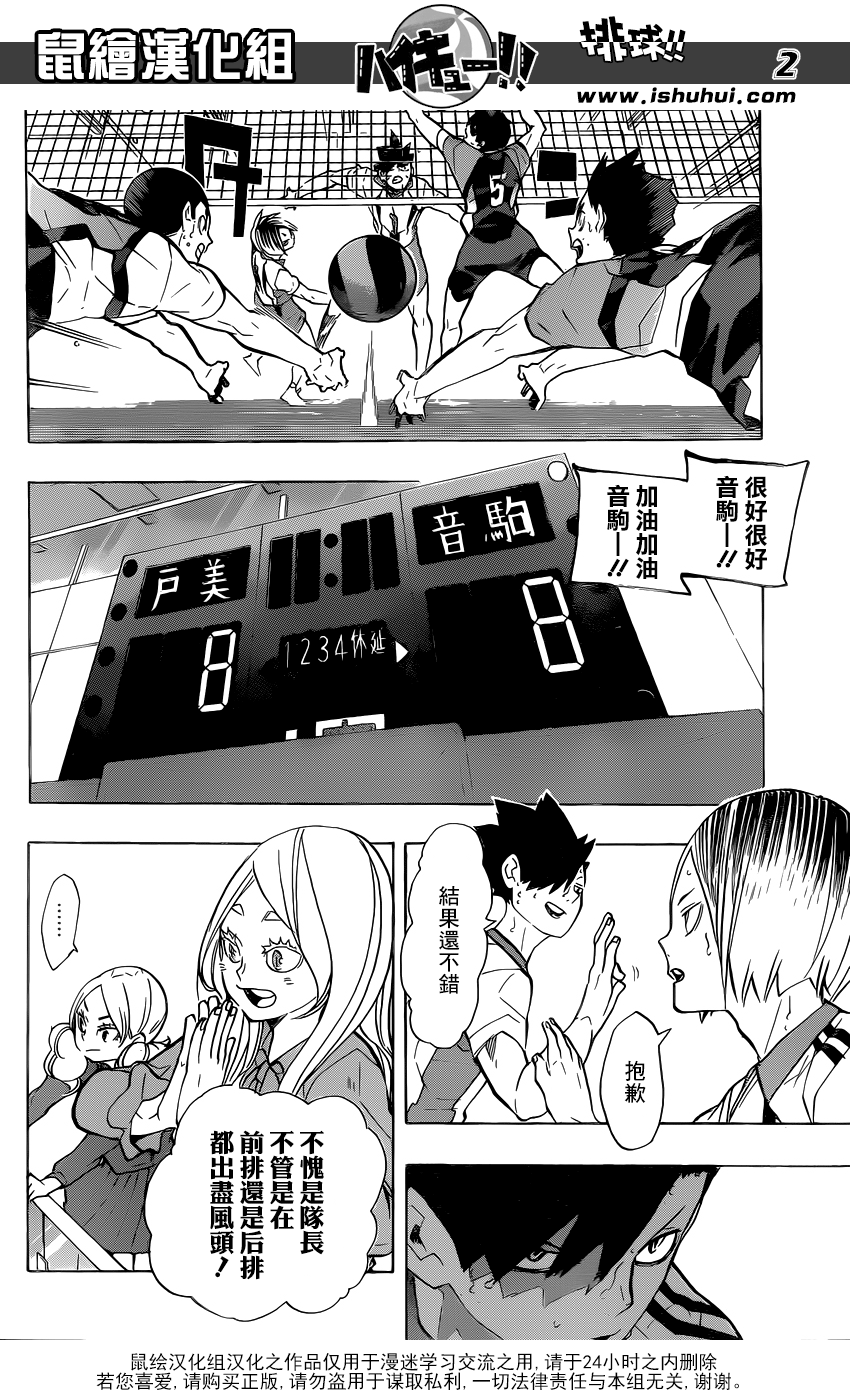 鼠繪漢化組
ハイキュー!!
排球!!
2
www.ishuhui.com
ダ
ン
5
很好很好
音駒ー!!
加油加油
音駒ー!!
戸美
音駒
8
1234休延
8
結果還不錯
抱歉
……
不愧是隊長
不管是在
前排還是后排
都出盡風頭!
鼠绘汉化组汉化之作品仅用于漫迷学习交流之用,请于24小时之内删除
若您喜爱,请购买正版,请勿盗用于谋取私利,一切法律责任与本组无关,谢谢。